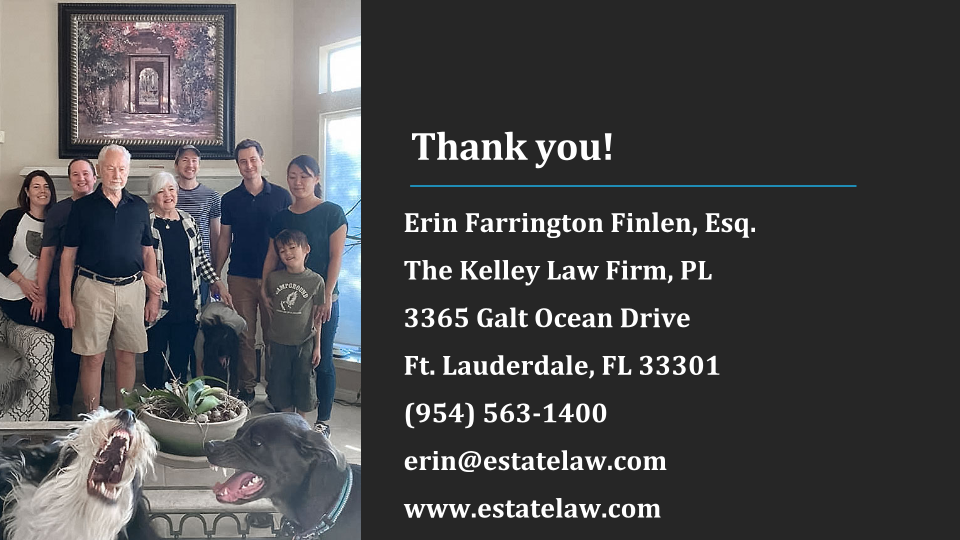 Thank you!
Erin Farrington Finlen, Esq.
The Kelley Law Firm, PL
3365 Galt Ocean Drive
Ft. Lauderdale, FL 33301
(954) 563-1400
erin@estatelaw.com
www.estatelaw.com